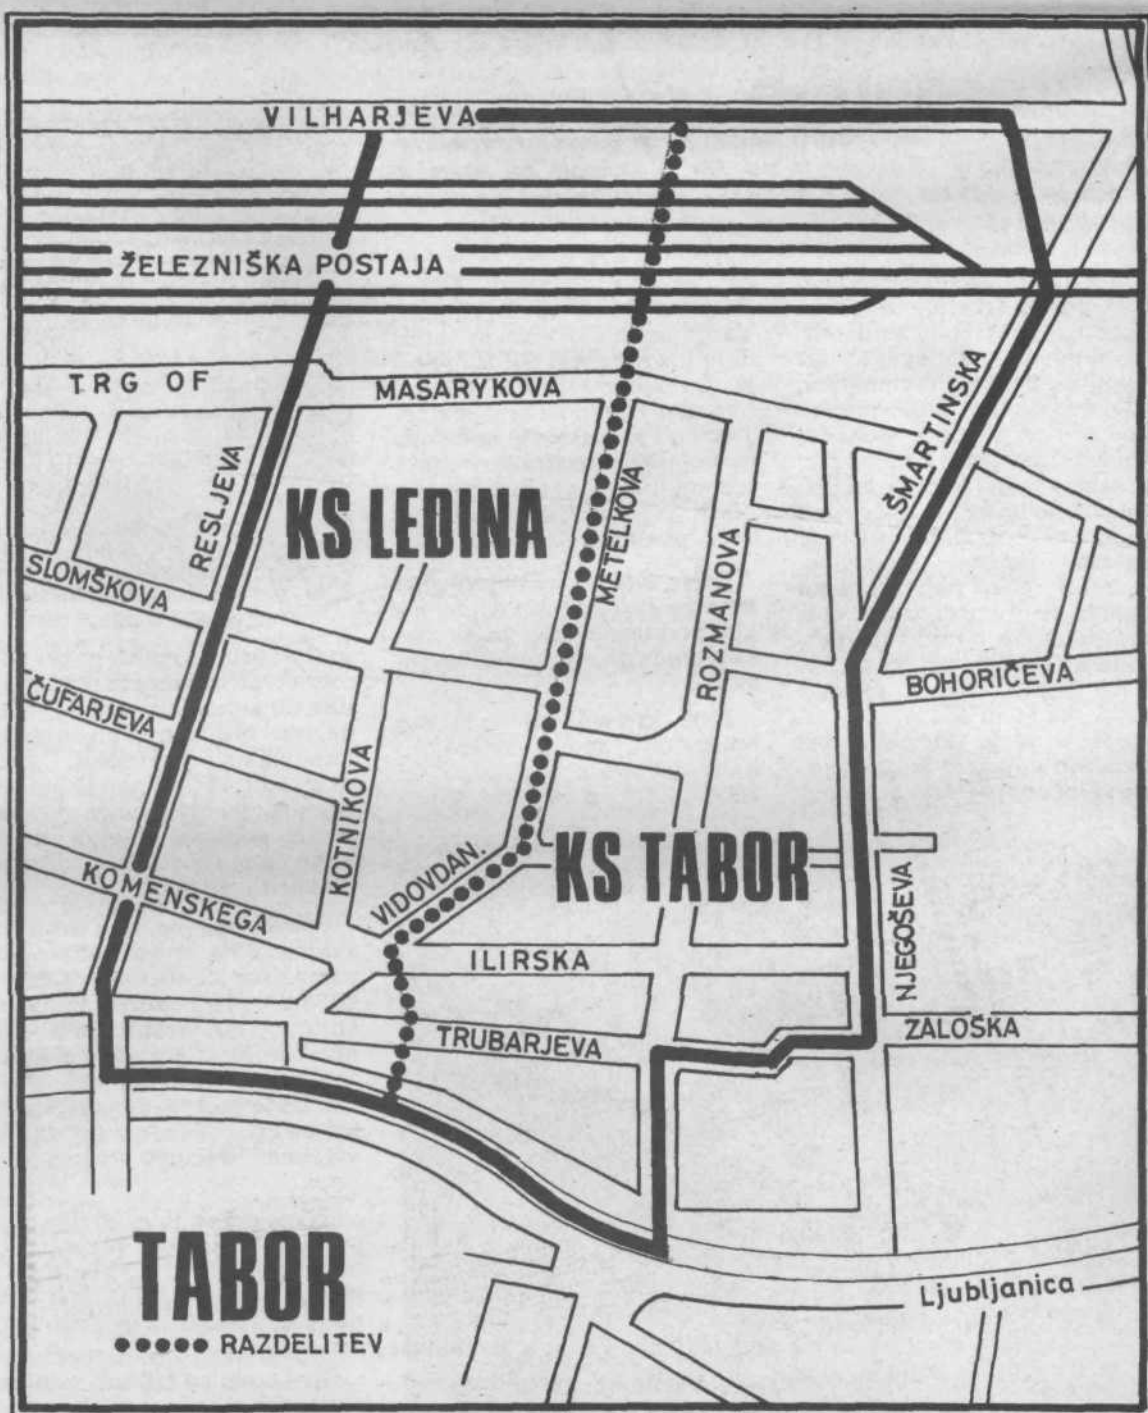 VILHARJEVA
ŽELEZNIŠKA POSTAJA
TRG OF
MASARYKOVA
ŠMARTINSKA
RESLJEVA
KS LEDINA
METELKOVA
ROZMANOVA
SLOMŠKOVA
BOHORIČEVA
ČUFARJEVA
KOTNIKOVA
VIDOVDAN.
KS TABOR
KOMENSKEGA
NJEGOŠEVA
ILIRSKA
TRUBARJEVA
ZALOŠKA
TABOR
RAZDELITEV
Ljubljanica